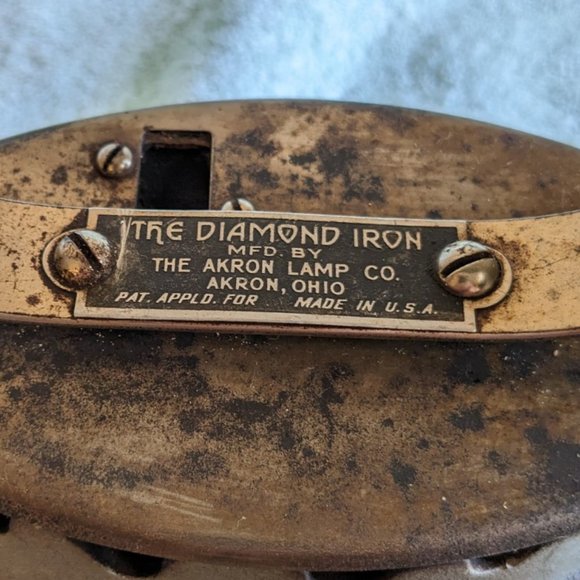 THE DIAMOND IRON
MFD. BY
THE AKRON LAMP CO.
AKRON, OHIO
PAT. APPLD. FOR MADE IN U.S.A.